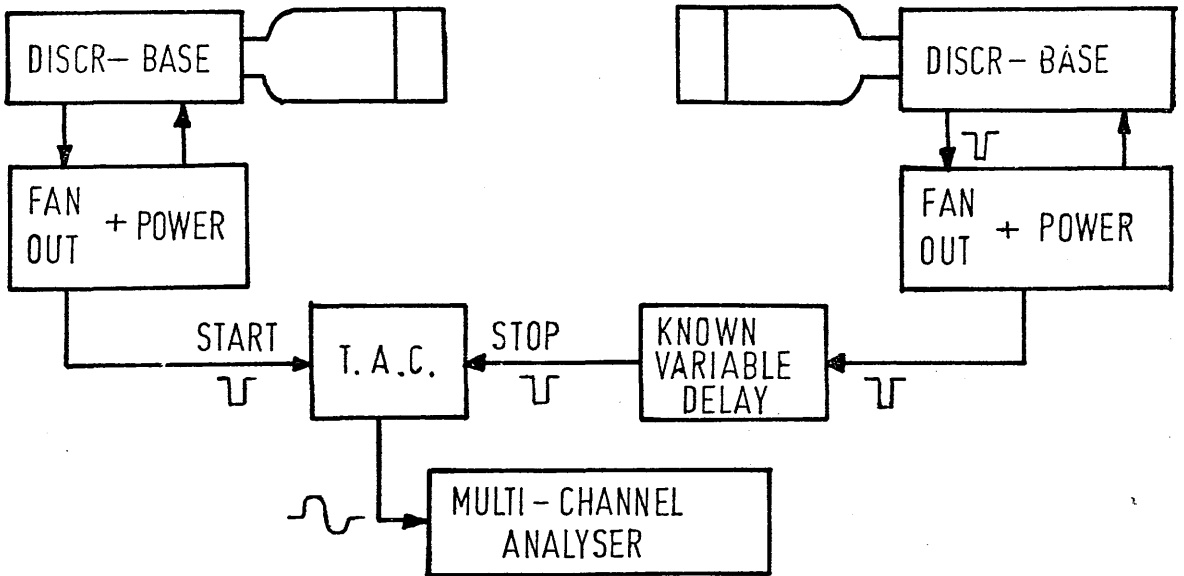 DISCR- BASE
DISCR- BASE
FAN
OUT + POWER
FAN
OUT + POWER
START
T. A.C.
STOP
KNOWN
VARIABLE
DELAY
MULTI-CHANNEL
ANALYSER